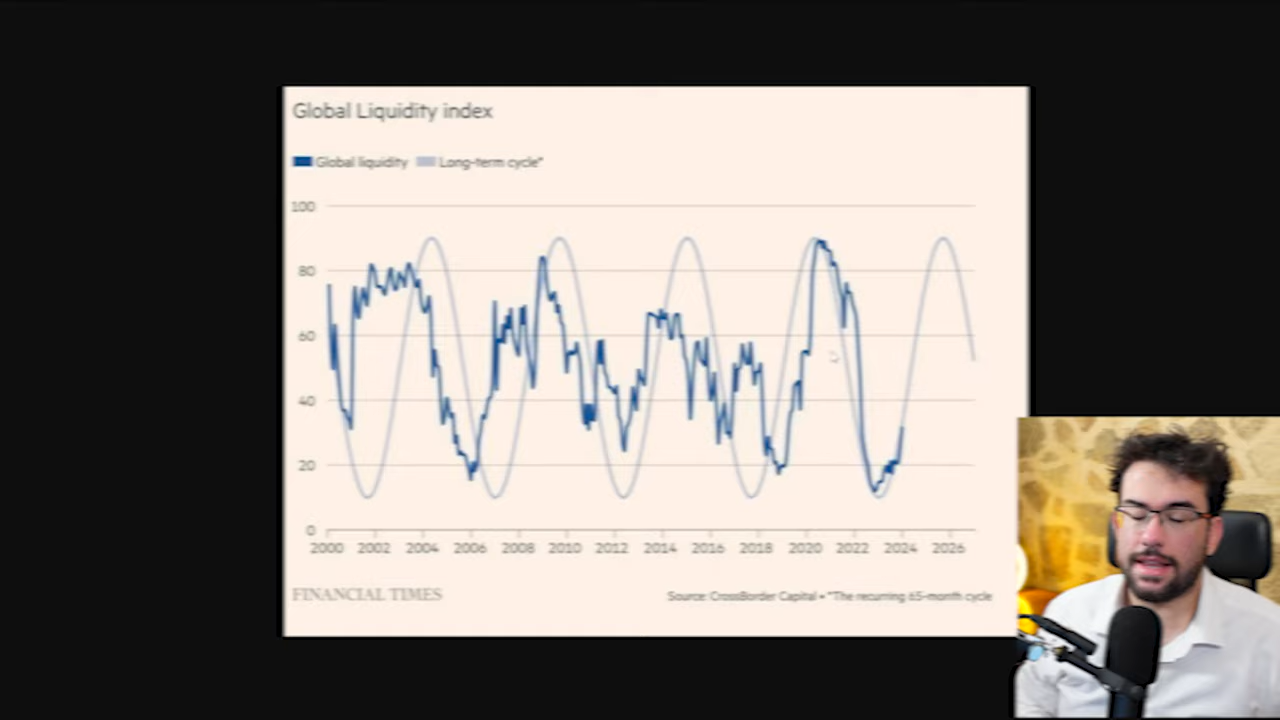 Global Liquidity index
Global liquidity Long-term cycle*
100
80
60
40
20
0
2000 2002 2004 2006 2008 2010 2012 2014 2016 2018 2020 2022 2024 2026
FINANCIAL TIMES
Source: CrossBorder Capital • *The recurring 65-month cycle